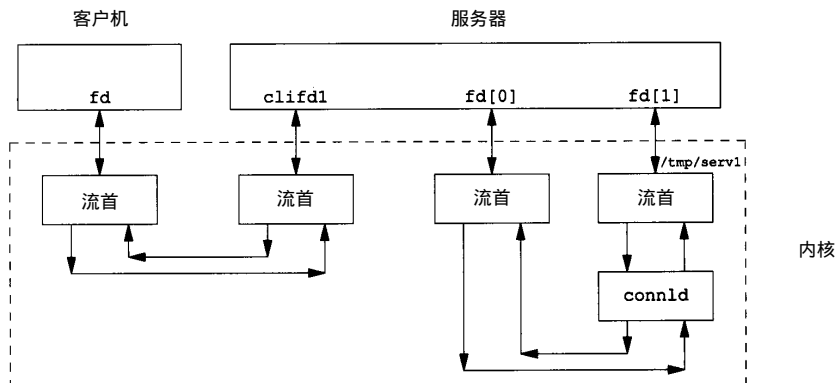 客户机
服务器
fd
clifd1
fd[0]
fd[1]
/tmp/serv1
流首
流首
流首
流首
内核
connld